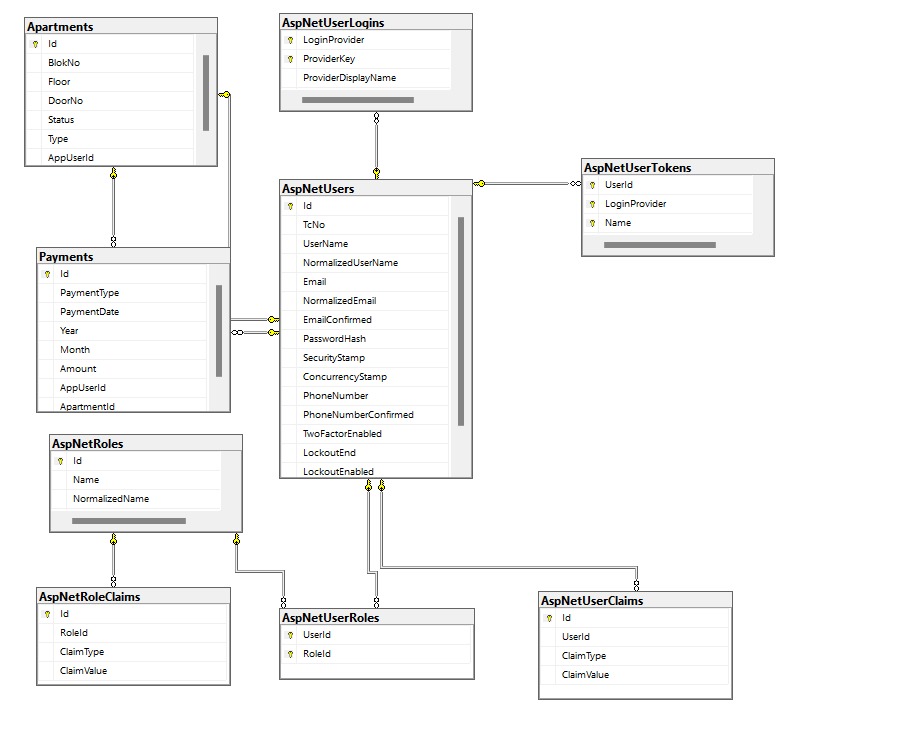 Apartments
Id
BlokNo
Floor
DoorNo
Status
Type
AppUserId
AspNetUserLogins
LoginProvider
ProviderKey
ProviderDisplayName
AspNetUserTokens
UserId
LoginProvider
Name
AspNetUsers
Id
TcNo
UserName
NormalizedUserName
Email
NormalizedEmail
EmailConfirmed
PasswordHash
SecurityStamp
ConcurrencyStamp
PhoneNumber
PhoneNumberConfirmed
TwoFactorEnabled
LockoutEnd
LockoutEnabled
Payments
Id
PaymentType
PaymentDate
Year
Month
Amount
AppUserId
ApartmentId
AspNetRoles
Id
Name
NormalizedName
AspNetRoleClaims
Id
RoleId
ClaimType
ClaimValue
AspNetUserRoles
UserId
RoleId
AspNetUserClaims
Id
UserId
ClaimType
ClaimValue